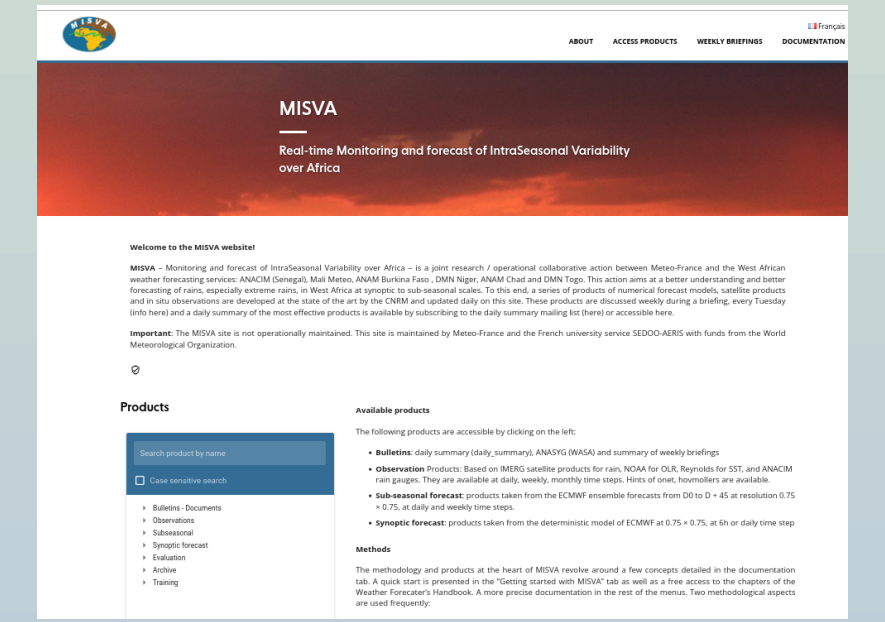 MISVA
Français
ABOUT ACCESS PRODUCTS WEEKLY BRIEFINGS DOCUMENTATION
MISVA
Real-time Monitoring and forecast of IntraSeasonal Variability
over Africa
Welcome to the MISVA website!
MISVA – Monitoring and forecast of IntraSeasonal Variability over Africa – is a joint research / operational collaborative action between Meteo-France and the West African
weather forecasting services: ANACIM (Senegal), Mali Meteo, ANAM Burkina Faso , DMN Niger, ANAM Chad and DMN Togo. This action aims at a better understanding and better
forecasting of rains, especially extreme rains, in West Africa at synoptic to sub-seasonal scales. To this end, a series of products of numerical forecast models, satellite products
and in situ observations are developed at the state of the art by the CNRM and updated daily on this site. These products are discussed weekly during a briefing, every Tuesday
(info here) and a daily summary of the most effective products is available by subscribing to the daily summary mailing list (here) or accessible here.
Important: The MISVA site is not operationally maintained. This site is maintained by Meteo-France and the French university service SEDOO-AERIS with funds from the World
Meteorological Organization.
Products
Search product by name
Case sensitive search
Bulletins - Documents
Observations
Subseasonal
Synoptic forecast
Evaluation
Archive
Training
Available products
The following products are accessible by clicking on the left:
• Bulletins: daily summary (daily_summary), ANASYG (WASA) and summary of weekly briefings
• Observation Products: Based on IMERG satellite products for rain, NOAA for OLR, Reynolds for SST, and ANACIM
rain gauges. They are available at daily, weekly, monthly time steps. Hints of onet, hovmollers are available.
• Sub-seasonal forecast: products taken from the ECMWF ensemble forecasts from D0 to D + 45 at resolution 0.75
× 0.75, at daily and weekly time steps.
• Synoptic forecast: products taken from the deterministic model of ECMWF at 0.75 × 0.75, at 6h or daily time step
Methods
The methodology and products at the heart of MISVA revolve around a few concepts detailed in the documentation
tab. A quick start is presented in the "Getting started with MISVA" tab as well as a free access to the chapters of the
Weather Forecater's Handbook. A more precise documentation in the rest of the menus. Two methodological aspects
are used frequently: